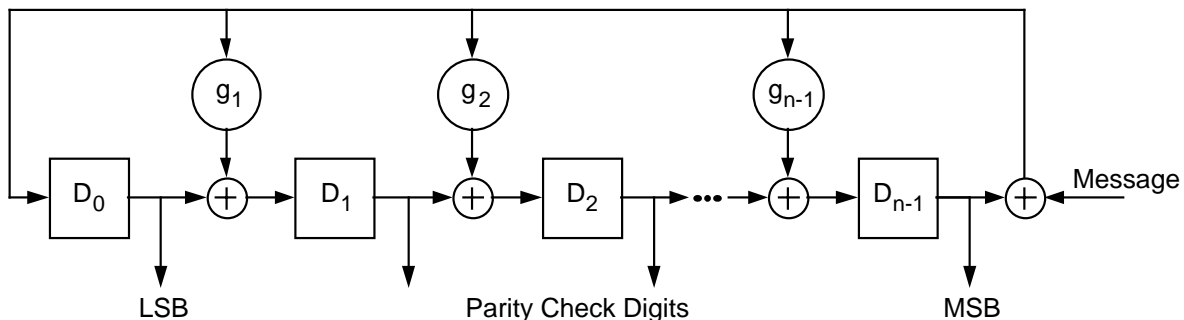 g1 g2 gn-1
D0 + D1 + D2 ••• + Dn-1 + Message
LSB Parity Check Digits MSB